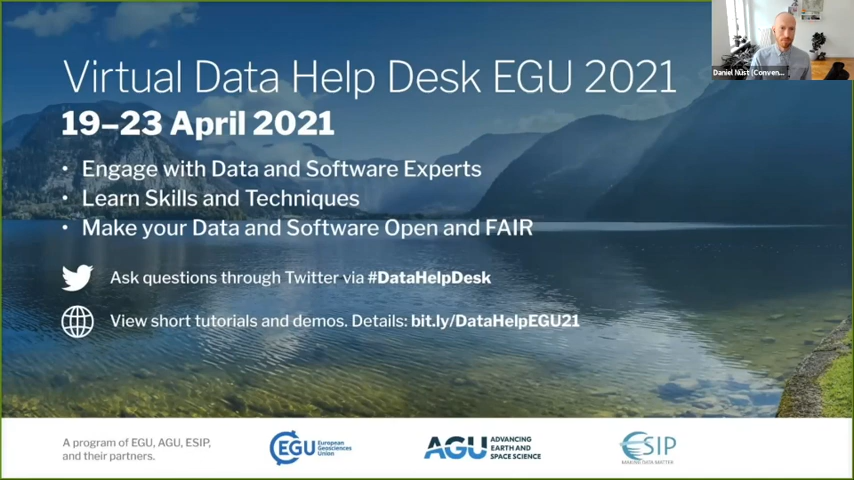 Virtual Data Help Desk EGU 2021
19–23 April 2021
• Engage with Data and Software Experts
• Learn Skills and Techniques
• Make your Data and Software Open and FAIR
Ask questions through Twitter via #DataHelpDesk
View short tutorials and demos. Details: bit.ly/DataHelpEGU21
Daniel Nüst (Conven...
A program of EGU, AGU, ESIP,
and their partners.
EGU European
Geosciences
Union
AGU ADVANCING
EARTH AND
SPACE SCIENCE
ESIP
MAKING DATA MATTER